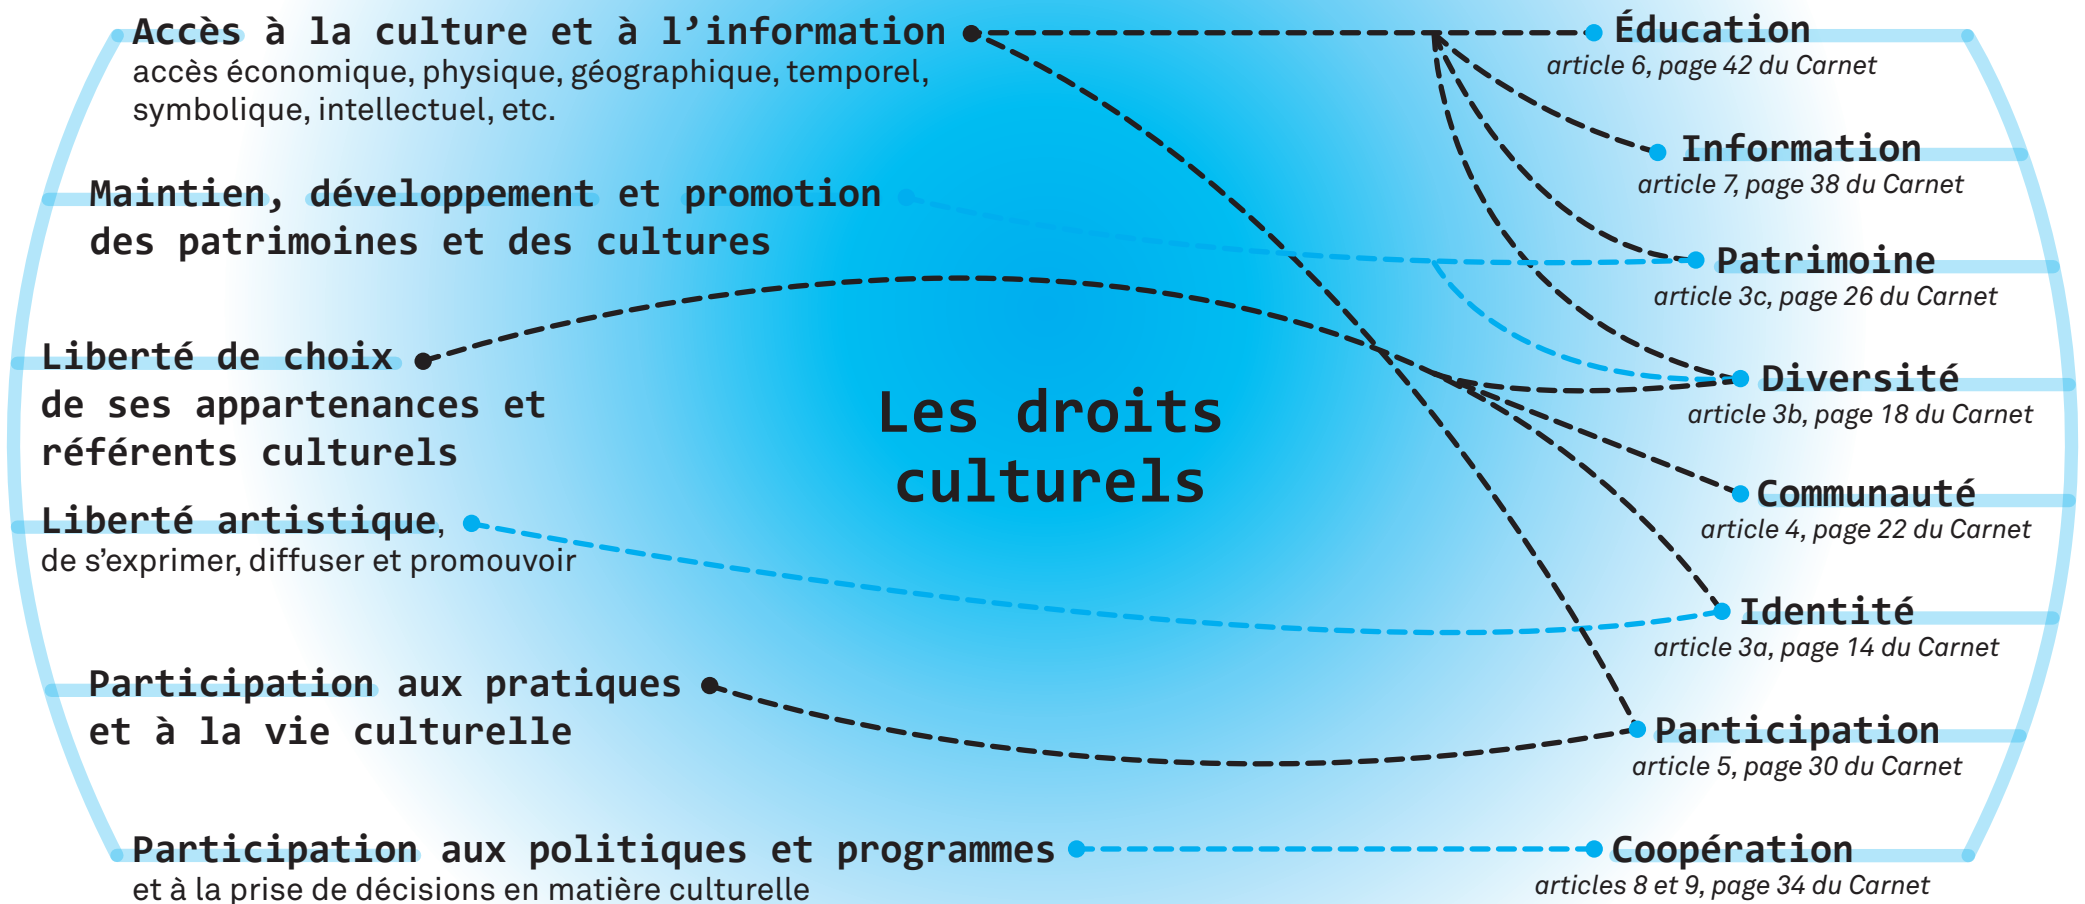 Accès à la culture et à l’information
accès économique, physique, géographique, temporel,
symbolique, intellectuel, etc.
Maintien, développement et promotion
des patrimoines et des cultures
Liberté de choix
de ses appartenances et
référents culturels
Liberté artistique,
de s’exprimer, diffuser et promouvoir
Participation aux pratiques
et à la vie culturelle
Participation aux politiques et programmes
et à la prise de décisions en matière culturelle
Les droits
culturels
Éducation
article 6, page 42 du Carnet
Information
article 7, page 38 du Carnet
Patrimoine
article 3c, page 26 du Carnet
Diversité
article 3b, page 18 du Carnet
Communauté
article 4, page 22 du Carnet
Identité
article 3a, page 14 du Carnet
Participation
article 5, page 30 du Carnet
Coopération
articles 8 et 9, page 34 du Carnet